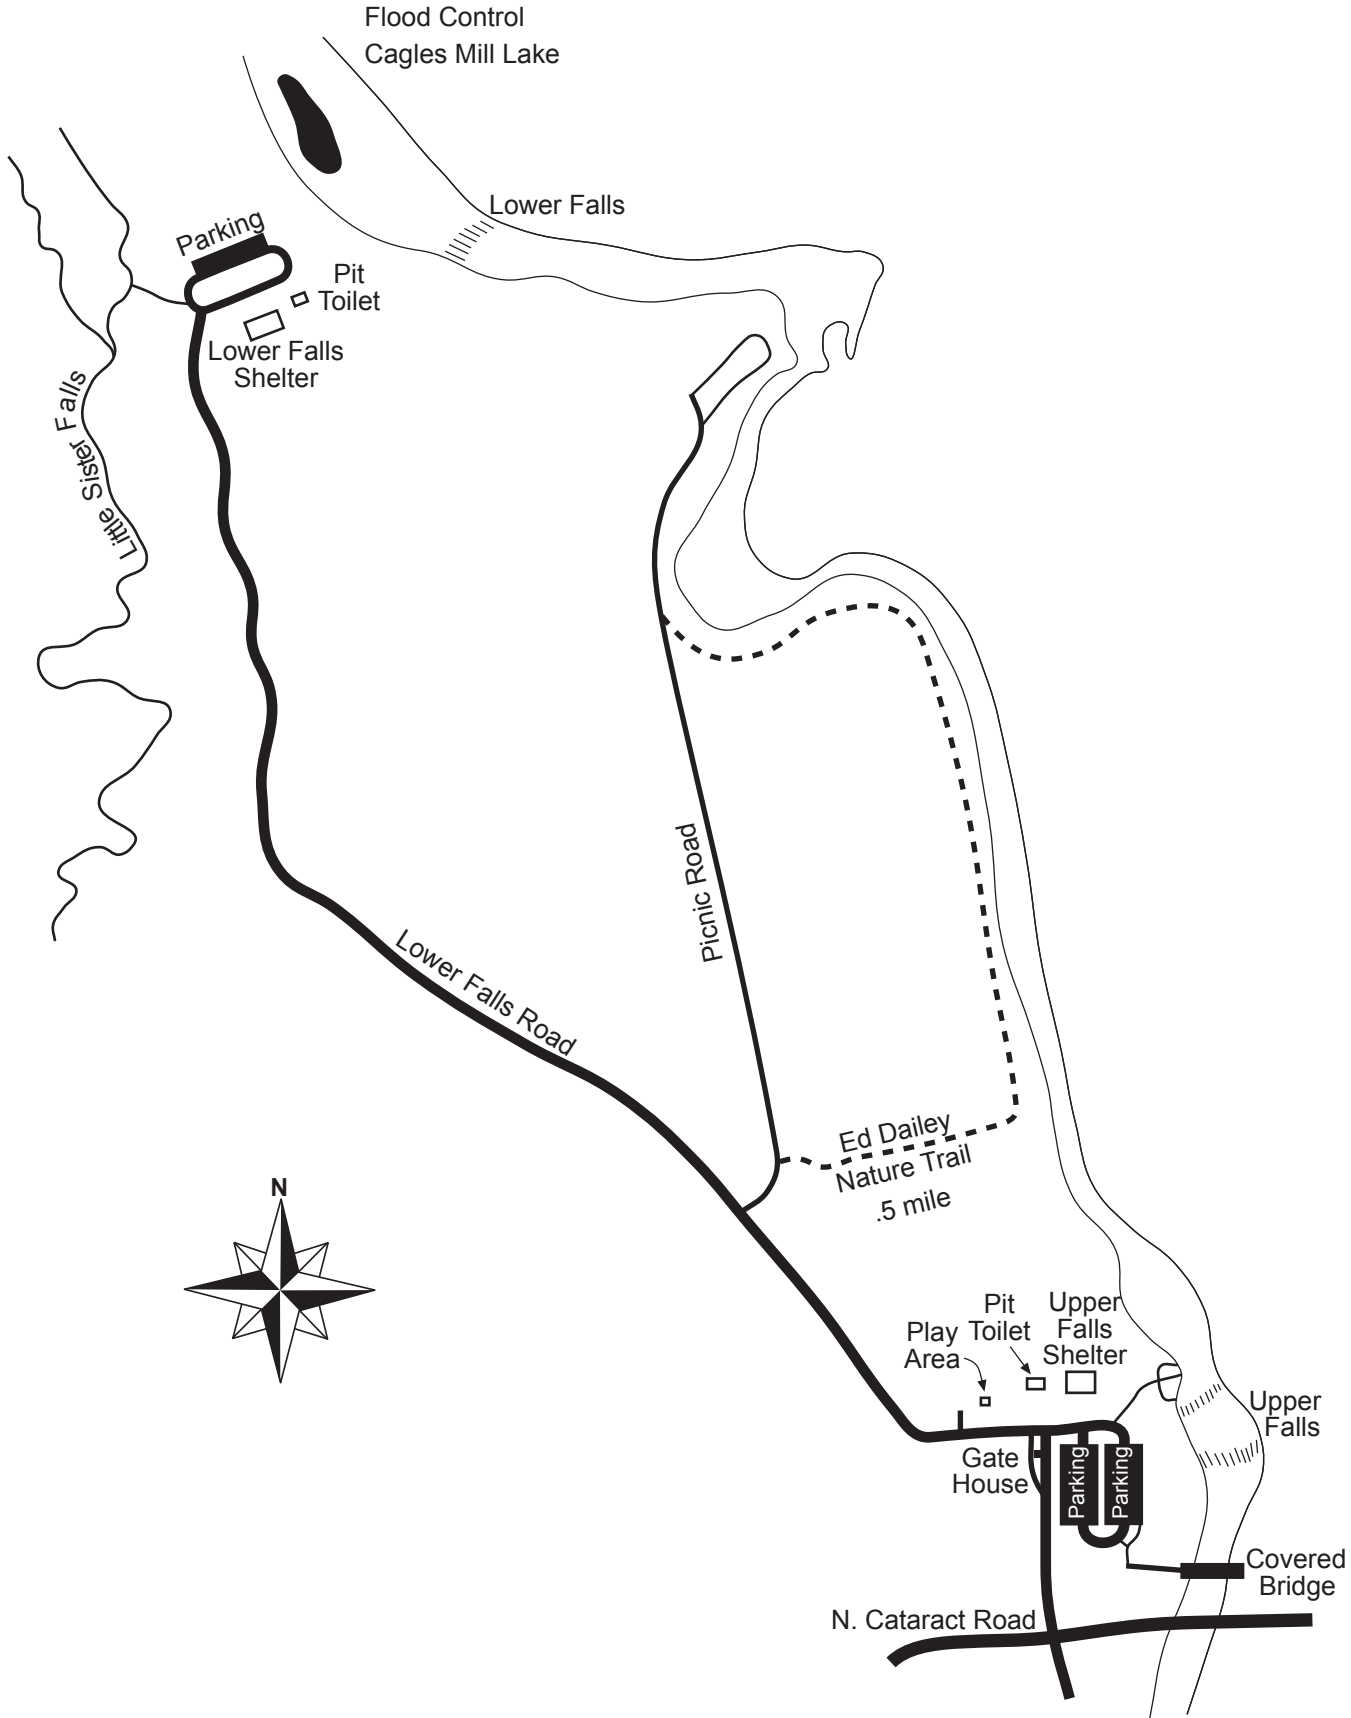 Flood Control
Cagles Mill Lake
Lower Falls
Parking
Pit
Toilet
Lower Falls
Shelter
Little Sister Falls
Picnic Road
Lower Falls Road
Ed Dailey
Nature Trail
.5 mile
N
Pit
Toilet
Upper
Falls
Shelter
Play
Area
Upper
Falls
Gate
House
Parking
Parking
Covered
Bridge
N. Cataract Road